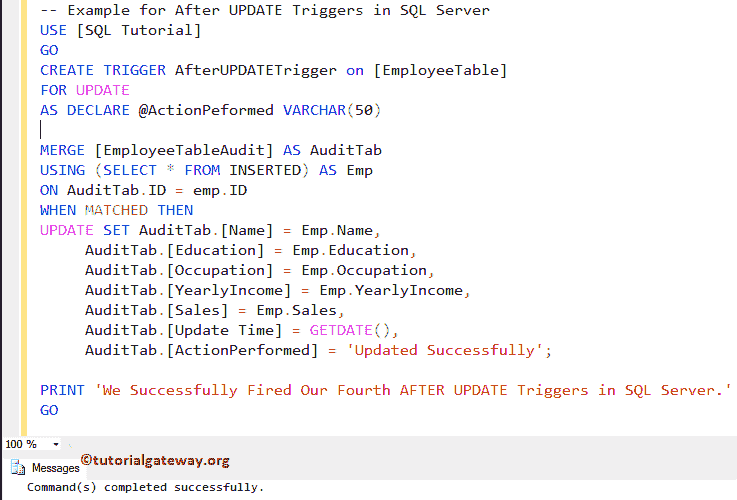 -- Example for After UPDATE Triggers in SQL Server
USE [SQL Tutorial]
GO
CREATE TRIGGER AfterUPDATETrigger on [EmployeeTable]
FOR UPDATE
AS DECLARE @ActionPeformed VARCHAR(50)
MERGE [EmployeeTableAudit] AS AuditTab
USING (SELECT * FROM INSERTED) AS Emp
ON AuditTab.ID = emp.ID
WHEN MATCHED THEN
UPDATE SET AuditTab.[Name] = Emp.Name,
AuditTab.[Education] = Emp.Education,
AuditTab.[Occupation] = Emp.Occupation,
AuditTab.[YearlyIncome] = Emp.YearlyIncome,
AuditTab.[Sales] = Emp.Sales,
AuditTab.[Update Time] = GETDATE(),
AuditTab.[ActionPerformed] = 'Updated Successfully';
PRINT 'We Successfully Fired Our Fourth AFTER UPDATE Triggers in SQL Server.'
GO
100 %
©tutorialgateway.org
Messages
Command(s) completed successfully.